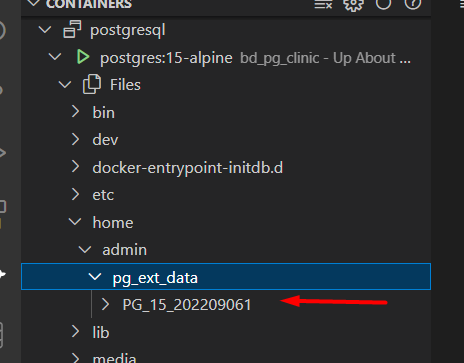 CONTAINERS
postgresql
postgres:15-alpine bd_pg_clinic - Up About ...
Files
bin
dev
docker-entrypoint-initdb.d
etc
home
admin
pg_ext_data
PG_15_202209061
lib
media